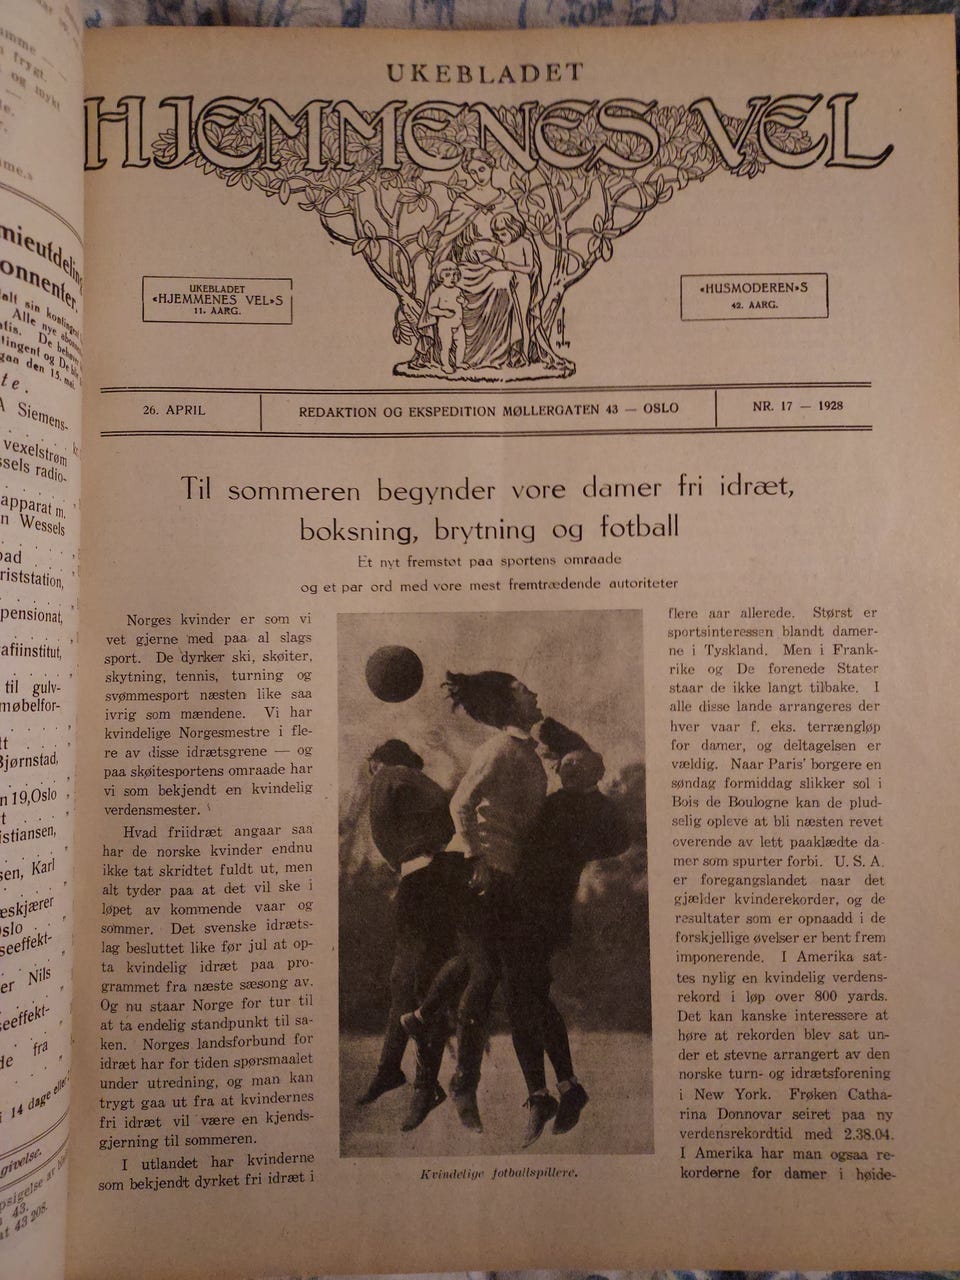 UKEBLADET
HJEMMENES VEL
UKEBLADET
«HJEMMENES VEL»S
11. AARG.
«HUSMODEREN»S
42. AARG.
26. APRIL
REDAKTION OG EKSPEDITION MØLLERGATEN 43 — OSLO
NR. 17 — 1928
Til sommeren begynder vore damer fri idræt,
boksning, brytning og fotball
Et nyt fremstøt paa sportens omraade
og et par ord med vore mest fremtrædende autoriteter
Norges kvinder er som vi
vet gjerne med paa al slags
sport. De dyrker ski, skøiter,
skytning, tennis, turning og
svømmesport næsten like saa
ivrig som mændene. Vi har
kvindelige Norgesmestre i fle-
re av disse idrætsgrene — og
paa skøitesportens omraade har
vi som bekjendt en kvindelig
verdensmester.
Hvad friidræt angaar saa
har de norske kvinder endnu
ikke tat skridtet fuldt ut, men
alt tyder paa at det vil ske i
løpet av kommende vaar og
sommer. Det svenske idræts-
lag besluttet like før jul at op-
ta kvindelig idræt paa pro-
grammet fra næste sæsong av.
Og nu staar Norge for tur til
at ta endelig standpunkt til sa-
ken. Norges landsforbund for
idræt har for tiden spørsmaalet
under utredning, og man kan
trygt gaa ut fra at kvindernes
fri idræt vil være en kjends-
gjerning til sommeren.
I utlandet har kvinderne
som bekjendt dyrket fri idræt i
Kvindelige fotballspillere.
flere aar allerede. Størst er
sportsinteressen blandt damer-
ne i Tyskland. Men i Frank-
rike og De forenede Stater
staar de ikke langt tilbake. I
alle disse lande arrangeres der
hver vaar f. eks. terrængløp
for damer, og deltagelsen er
vældig. Naar Paris' borgere en
søndag formiddag slikker sol i
Bois de Boulogne kan de plud-
selig opleve at bli næsten revet
overende av lett paaklædte da-
mer som spurter forbi. U. S. A.
er foregangslandet naar det
gjælder kvinderekorder, og de
resultater som er opnaadd i de
forskjellige øvelser er bent frem
imponerende. I Amerika sat-
tes nylig en kvindelig verdens-
rekord i løp over 800 yards.
Det kan kanske interessere at
høre at rekorden blev sat un-
der et stevne arrangert av den
norske turn- og idrætsforening
i New York. Frøken Catha-
rina Donnovar seiret paa ny
verdensrekordtid med 2.38.04.
I Amerika har man ogsaa re-
korderne for damer i høide-